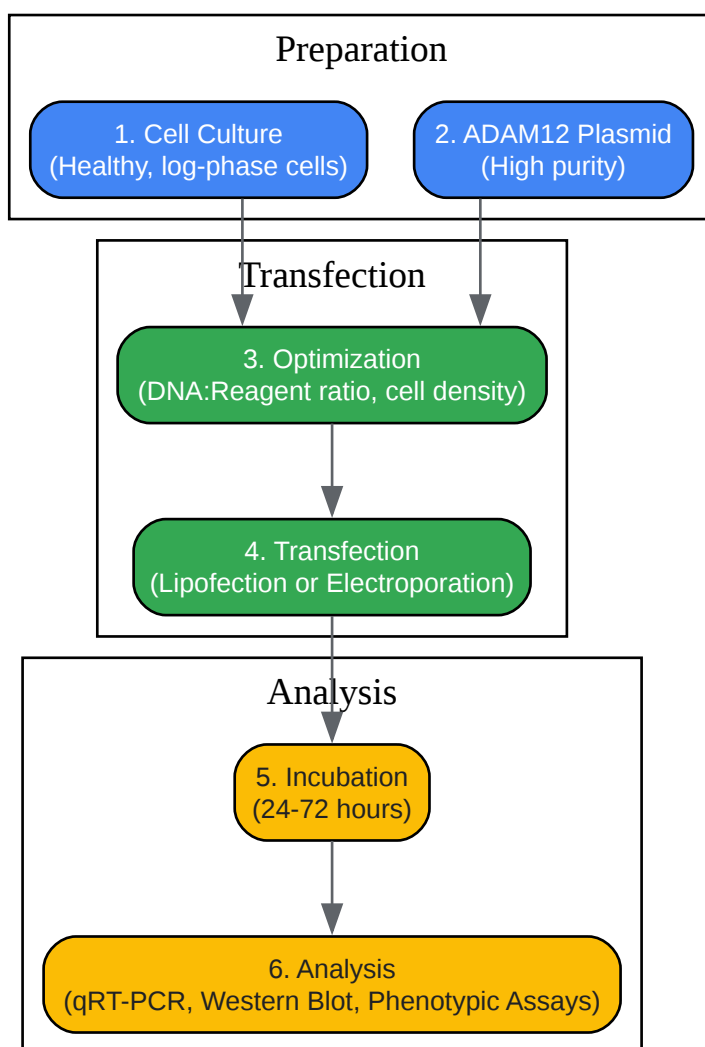 Preparation
1. Cell Culture
(Healthy, log-phase cells)
2. ADAM12 Plasmid
(High purity)
Transfection
3. Optimization
(DNA:Reagent ratio, cell density)
4. Transfection
(Lipofection or Electroporation)
Analysis
5. Incubation
(24-72 hours)
6. Analysis
(qRT-PCR, Western Blot, Phenotypic Assays)